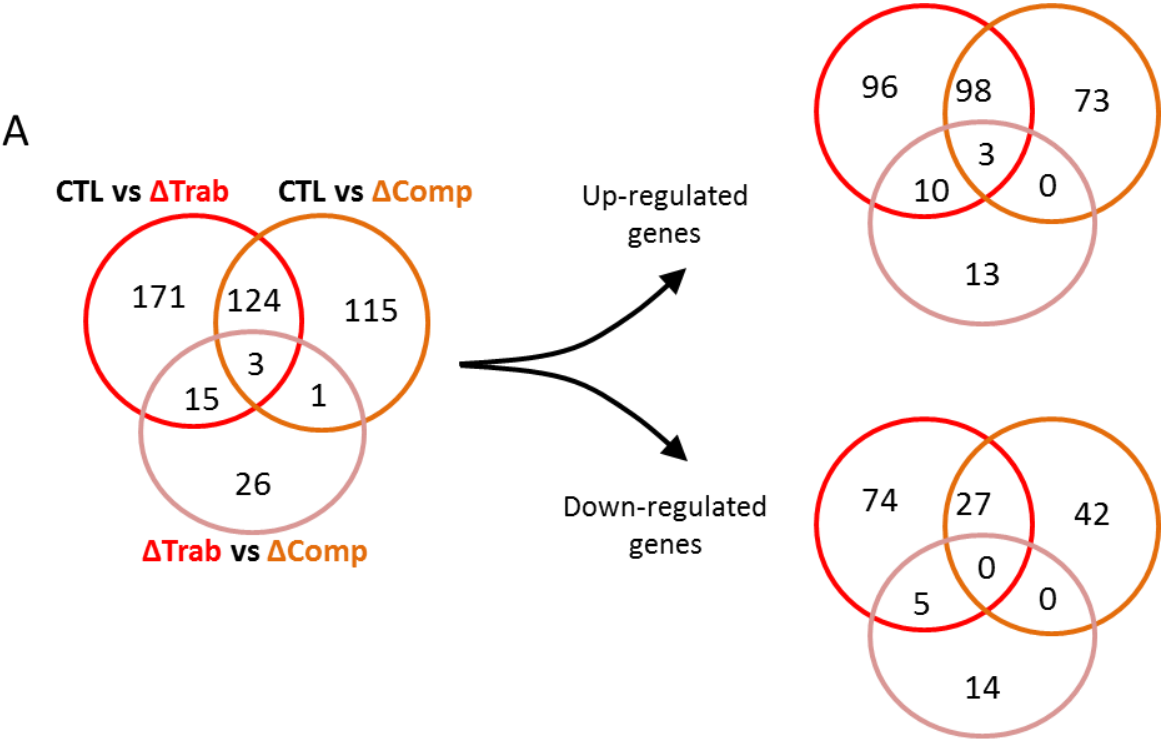 A
CTL vs ΔTrab
CTL vs ΔComp
171
124
115
3
15
1
26
ΔTrab vs ΔComp
Up-regulated
genes
96
98
73
3
10
0
13
Down-regulated
genes
74
27
42
0
5
0
14